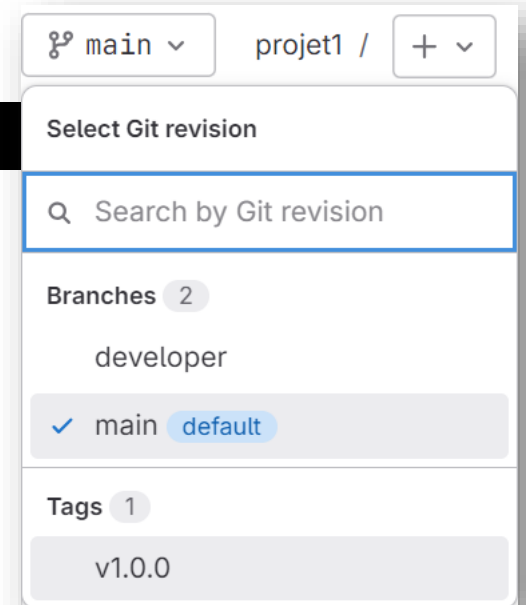 main projet1 / +
Select Git revision
Search by Git revision
Branches 2
developer
main default
Tags 1
v1.0.0